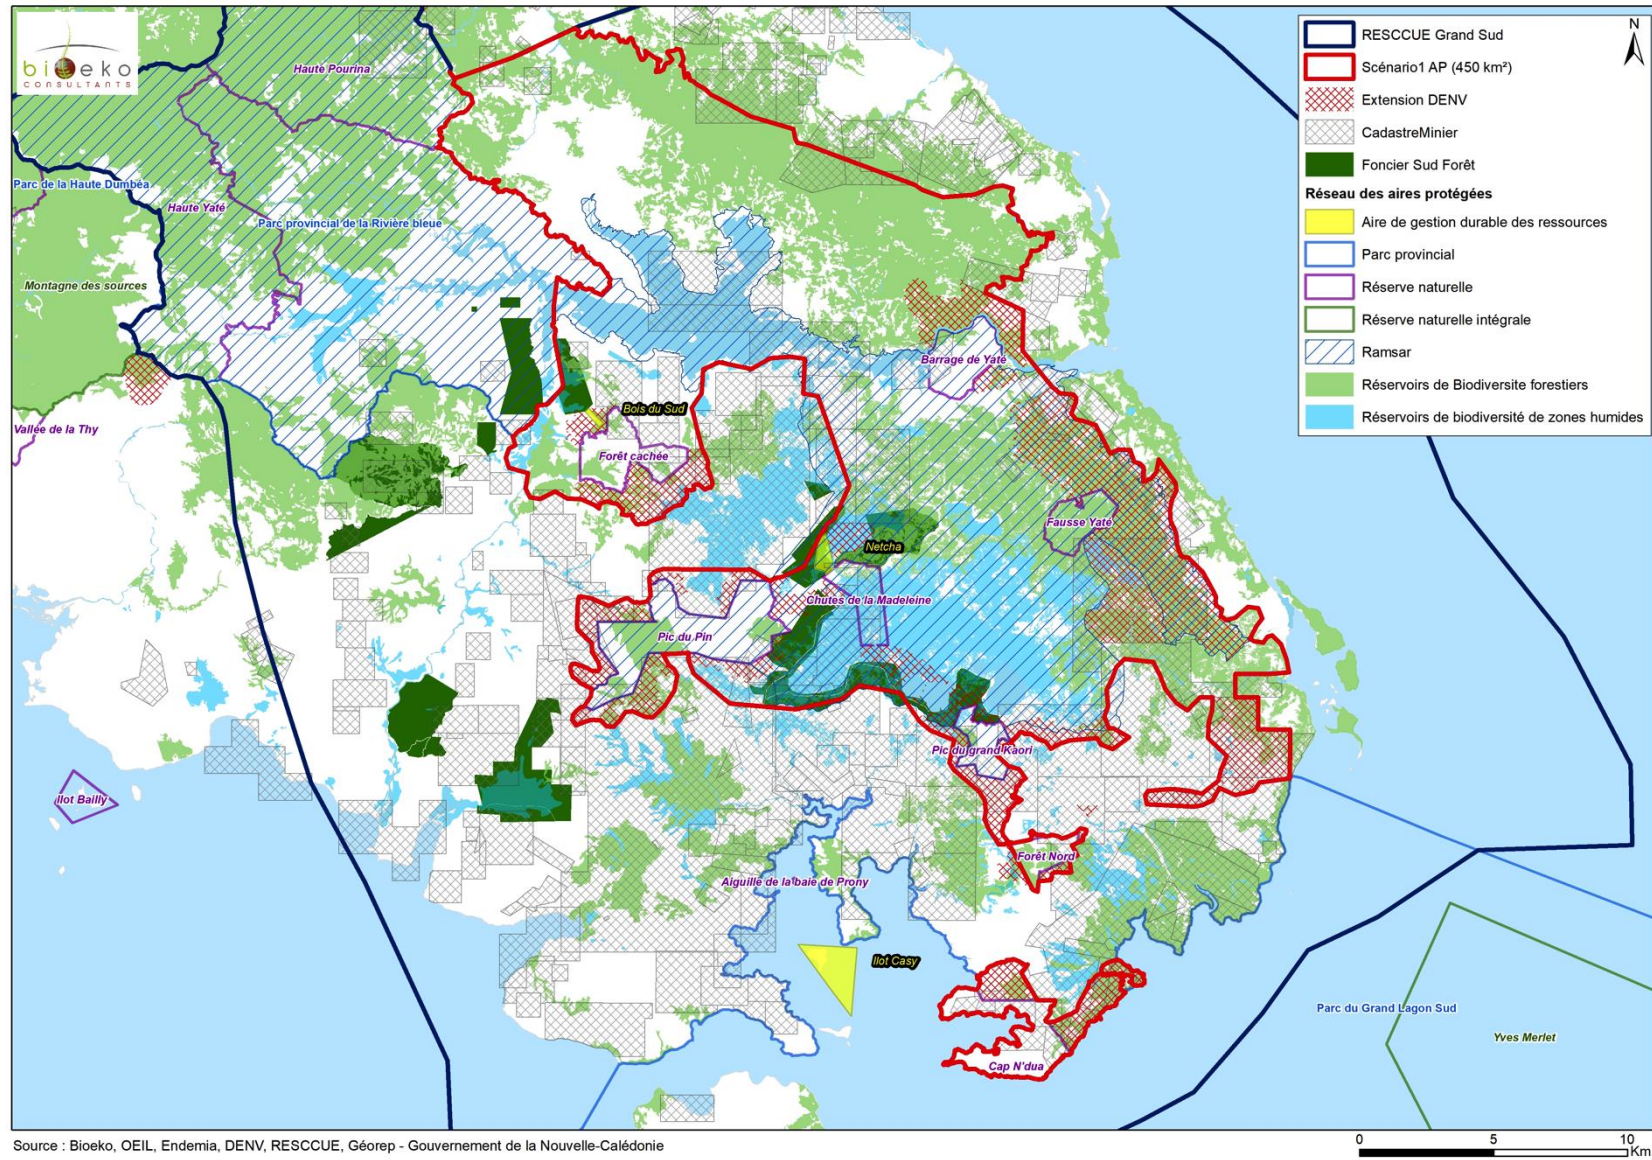 bioeko
CONSULTANTS
Haute Pourina
Parc de la Haute Dumbéa
Haute Yaté
Parc provincial de la Rivière bleue
Montagne des sources
Barrage de Yaté
Bois du Sud
Vallée de la Thy
Forêt cachée
Fausse Yaté
Netcha
Chutes de la Madeleine
Pic du Pin
Pic du grand Kaori
Ilot Bailly
Forêt Nord
Aiguille de la baie de Prony
Ilot Casy
Parc du Grand Lagon Sud
Yves Merlet
Cap N'dua
RESCCUE Grand Sud
Scénario1 AP (450 km²)
Extension DENV
CadastreMinier
Foncier Sud Forêt
Réseau des aires protégées
Aire de gestion durable des ressources
Parc provincial
Réserve naturelle
Réserve naturelle intégrale
Ramsar
Réservoirs de Biodiversite forestiers
Réservoirs de biodiversité de zones humides
N
Source : Bioeko, OEIL, Endemia, DENV, RESCCUE, Géorep - Gouvernement de la Nouvelle-Calédonie
0 5 10
Km